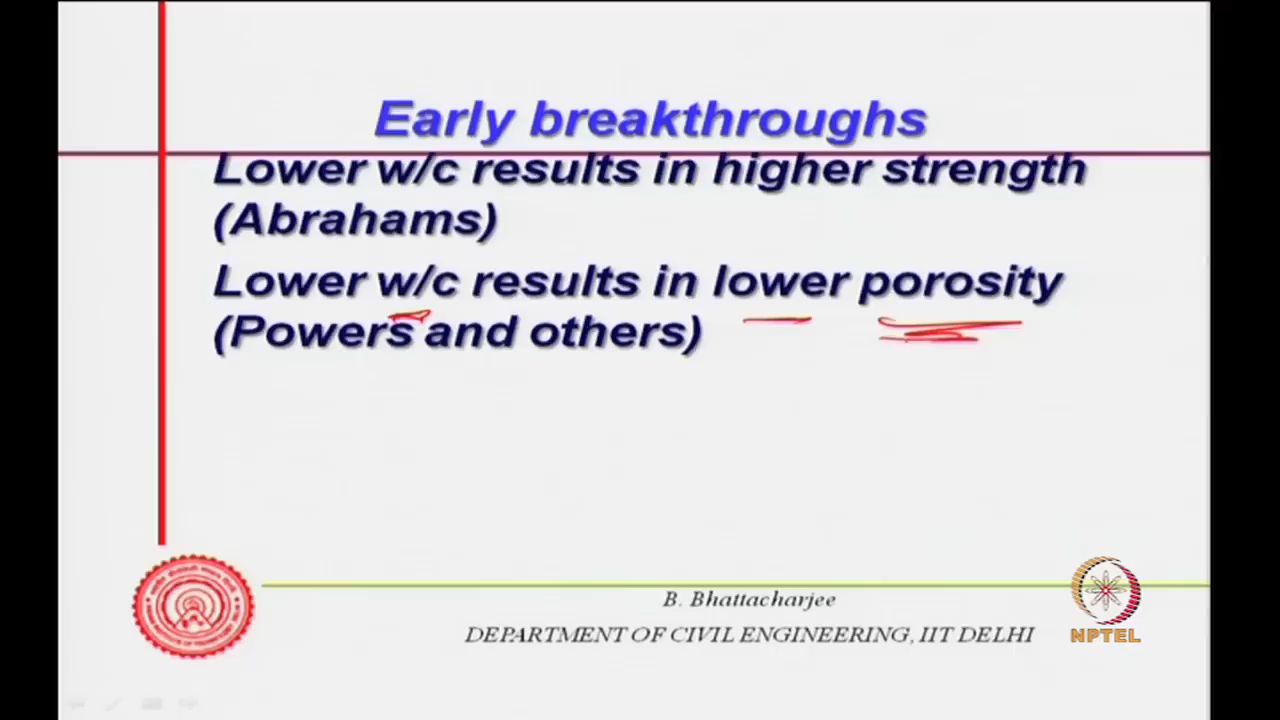 Early breakthroughs
Lower w/c results in higher strength
(Abrahams)
Lower w/c results in lower porosity
(Powers and others)
B. Bhattacharjee
DEPARTMENT OF CIVIL ENGINEERING, IIT DELHI
NPTEL